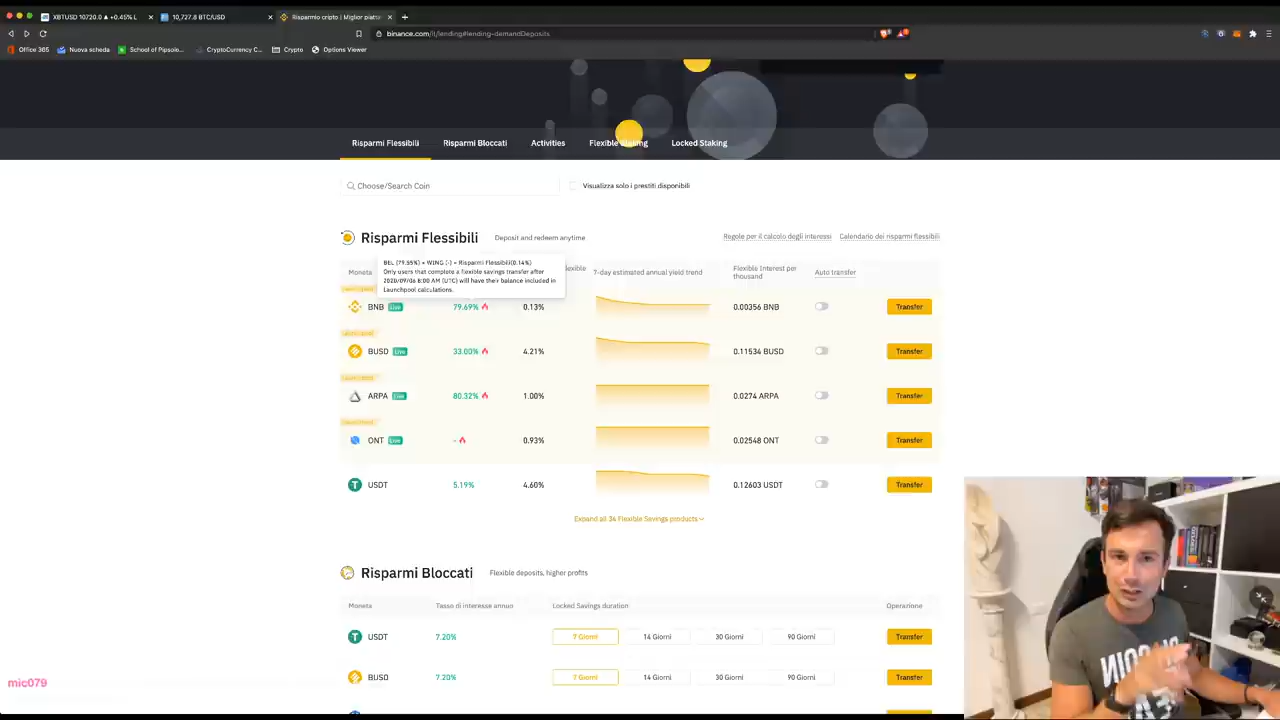 XBTUSD 10720.0 ▲ +0.45% L
10,727.8 BTC/USD
Risparmio cripto | Miglior piatta
binance.com/it/lending#lending-demandDeposits
Office 365
Nuova scheda
School of Pipsolo...
CryptoCurrency C...
Crypto
Options Viewer
Risparmi Flessibili
Risparmi Bloccati
Activities
Flexible
Locked Staking
Choose/Search Coin
Visualizza solo i prestiti disponibili
Risparmi Flessibili
Deposit and redeem anytime
Regole per il calcolo degli interessi
Calendario dei risparmi flessibili
BEL (79.55%) + WING (-) + Risparmi Flessibili(0.14%)
Only users that complete a flexible savings transfer after
2020/09/06 8:00 AM (UTC) will have their balance included in
Launchpool calculations.
Moneta
flexible
7-day estimated annual yield trend
Flexible Interest per
thousand
Auto transfer
BNB Live 79.69% 0.13% 0.00356 BNB Transfer
BUSD Live 33.00% 4.21% 0.11534 BUSD Transfer
ARPA Live 80.32% 1.00% 0.0274 ARPA Transfer
ONT Live - 0.93% 0.02548 ONT Transfer
USDT 5.19% 4.60% 0.12603 USDT Transfer
Expand all 34 Flexible Savings products
Risparmi Bloccati
Flexible deposits, higher profits
Moneta Tasso di interesse annuo Locked Savings duration Operazione
USDT 7.20% 7 Giorni 14 Giorni 30 Giorni 90 Giorni Transfer
BUSD 7.20% 7 Giorni 14 Giorni 30 Giorni 90 Giorni Transfer
mic079